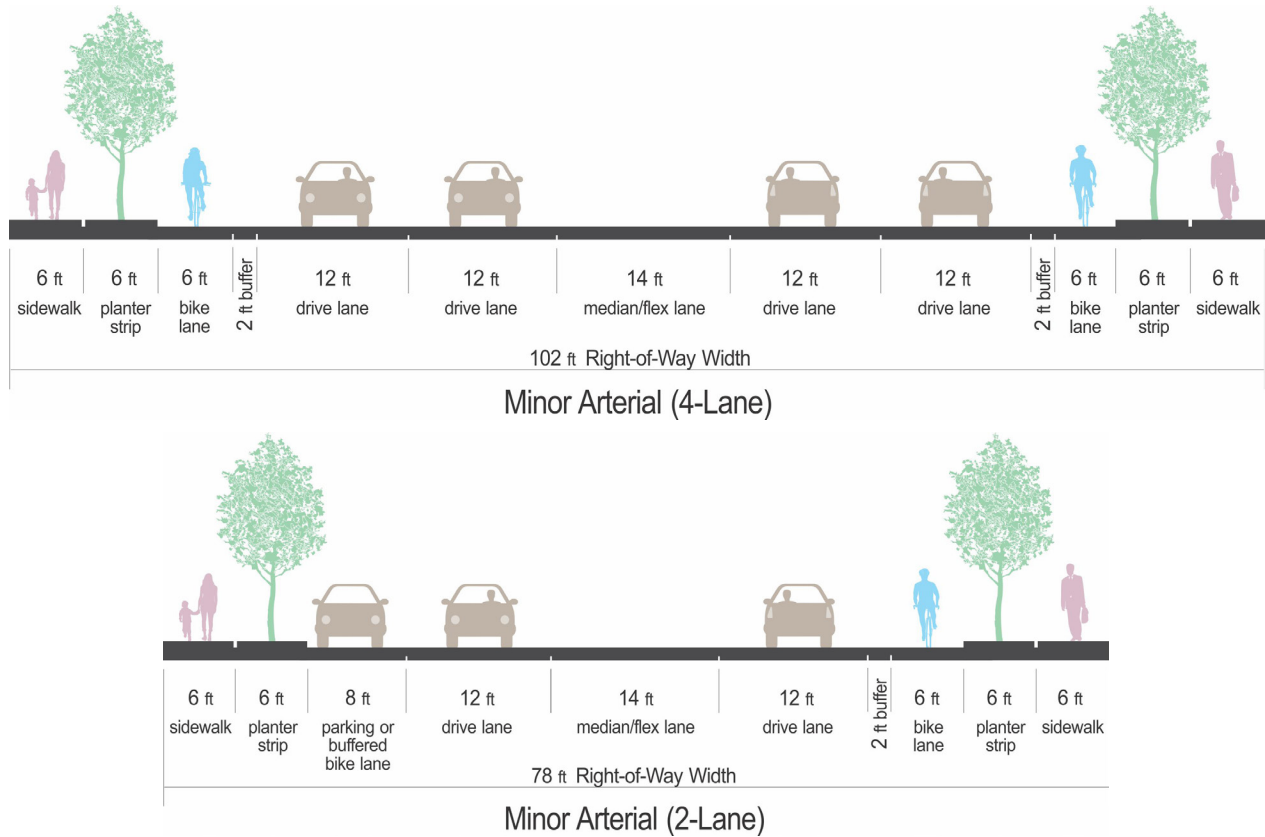 6 ft 6 ft 6 ft 2 ft buffer 12 ft 12 ft 14 ft 12 ft 12 ft 2 ft buffer 6 ft 6 ft 6 ft
sidewalk planter bike drive lane drive lane median/flex lane drive lane drive lane bike planter sidewalk
strip lane lane strip
102 ft Right-of-Way Width
Minor Arterial (4-Lane)
6 ft 6 ft 8 ft 12 ft 14 ft 12 ft 2 ft buffer 6 ft 6 ft 6 ft
sidewalk planter parking or drive lane median/flex lane drive lane bike planter sidewalk
strip buffered lane strip
bike lane
78 ft Right-of-Way Width
Minor Arterial (2-Lane)